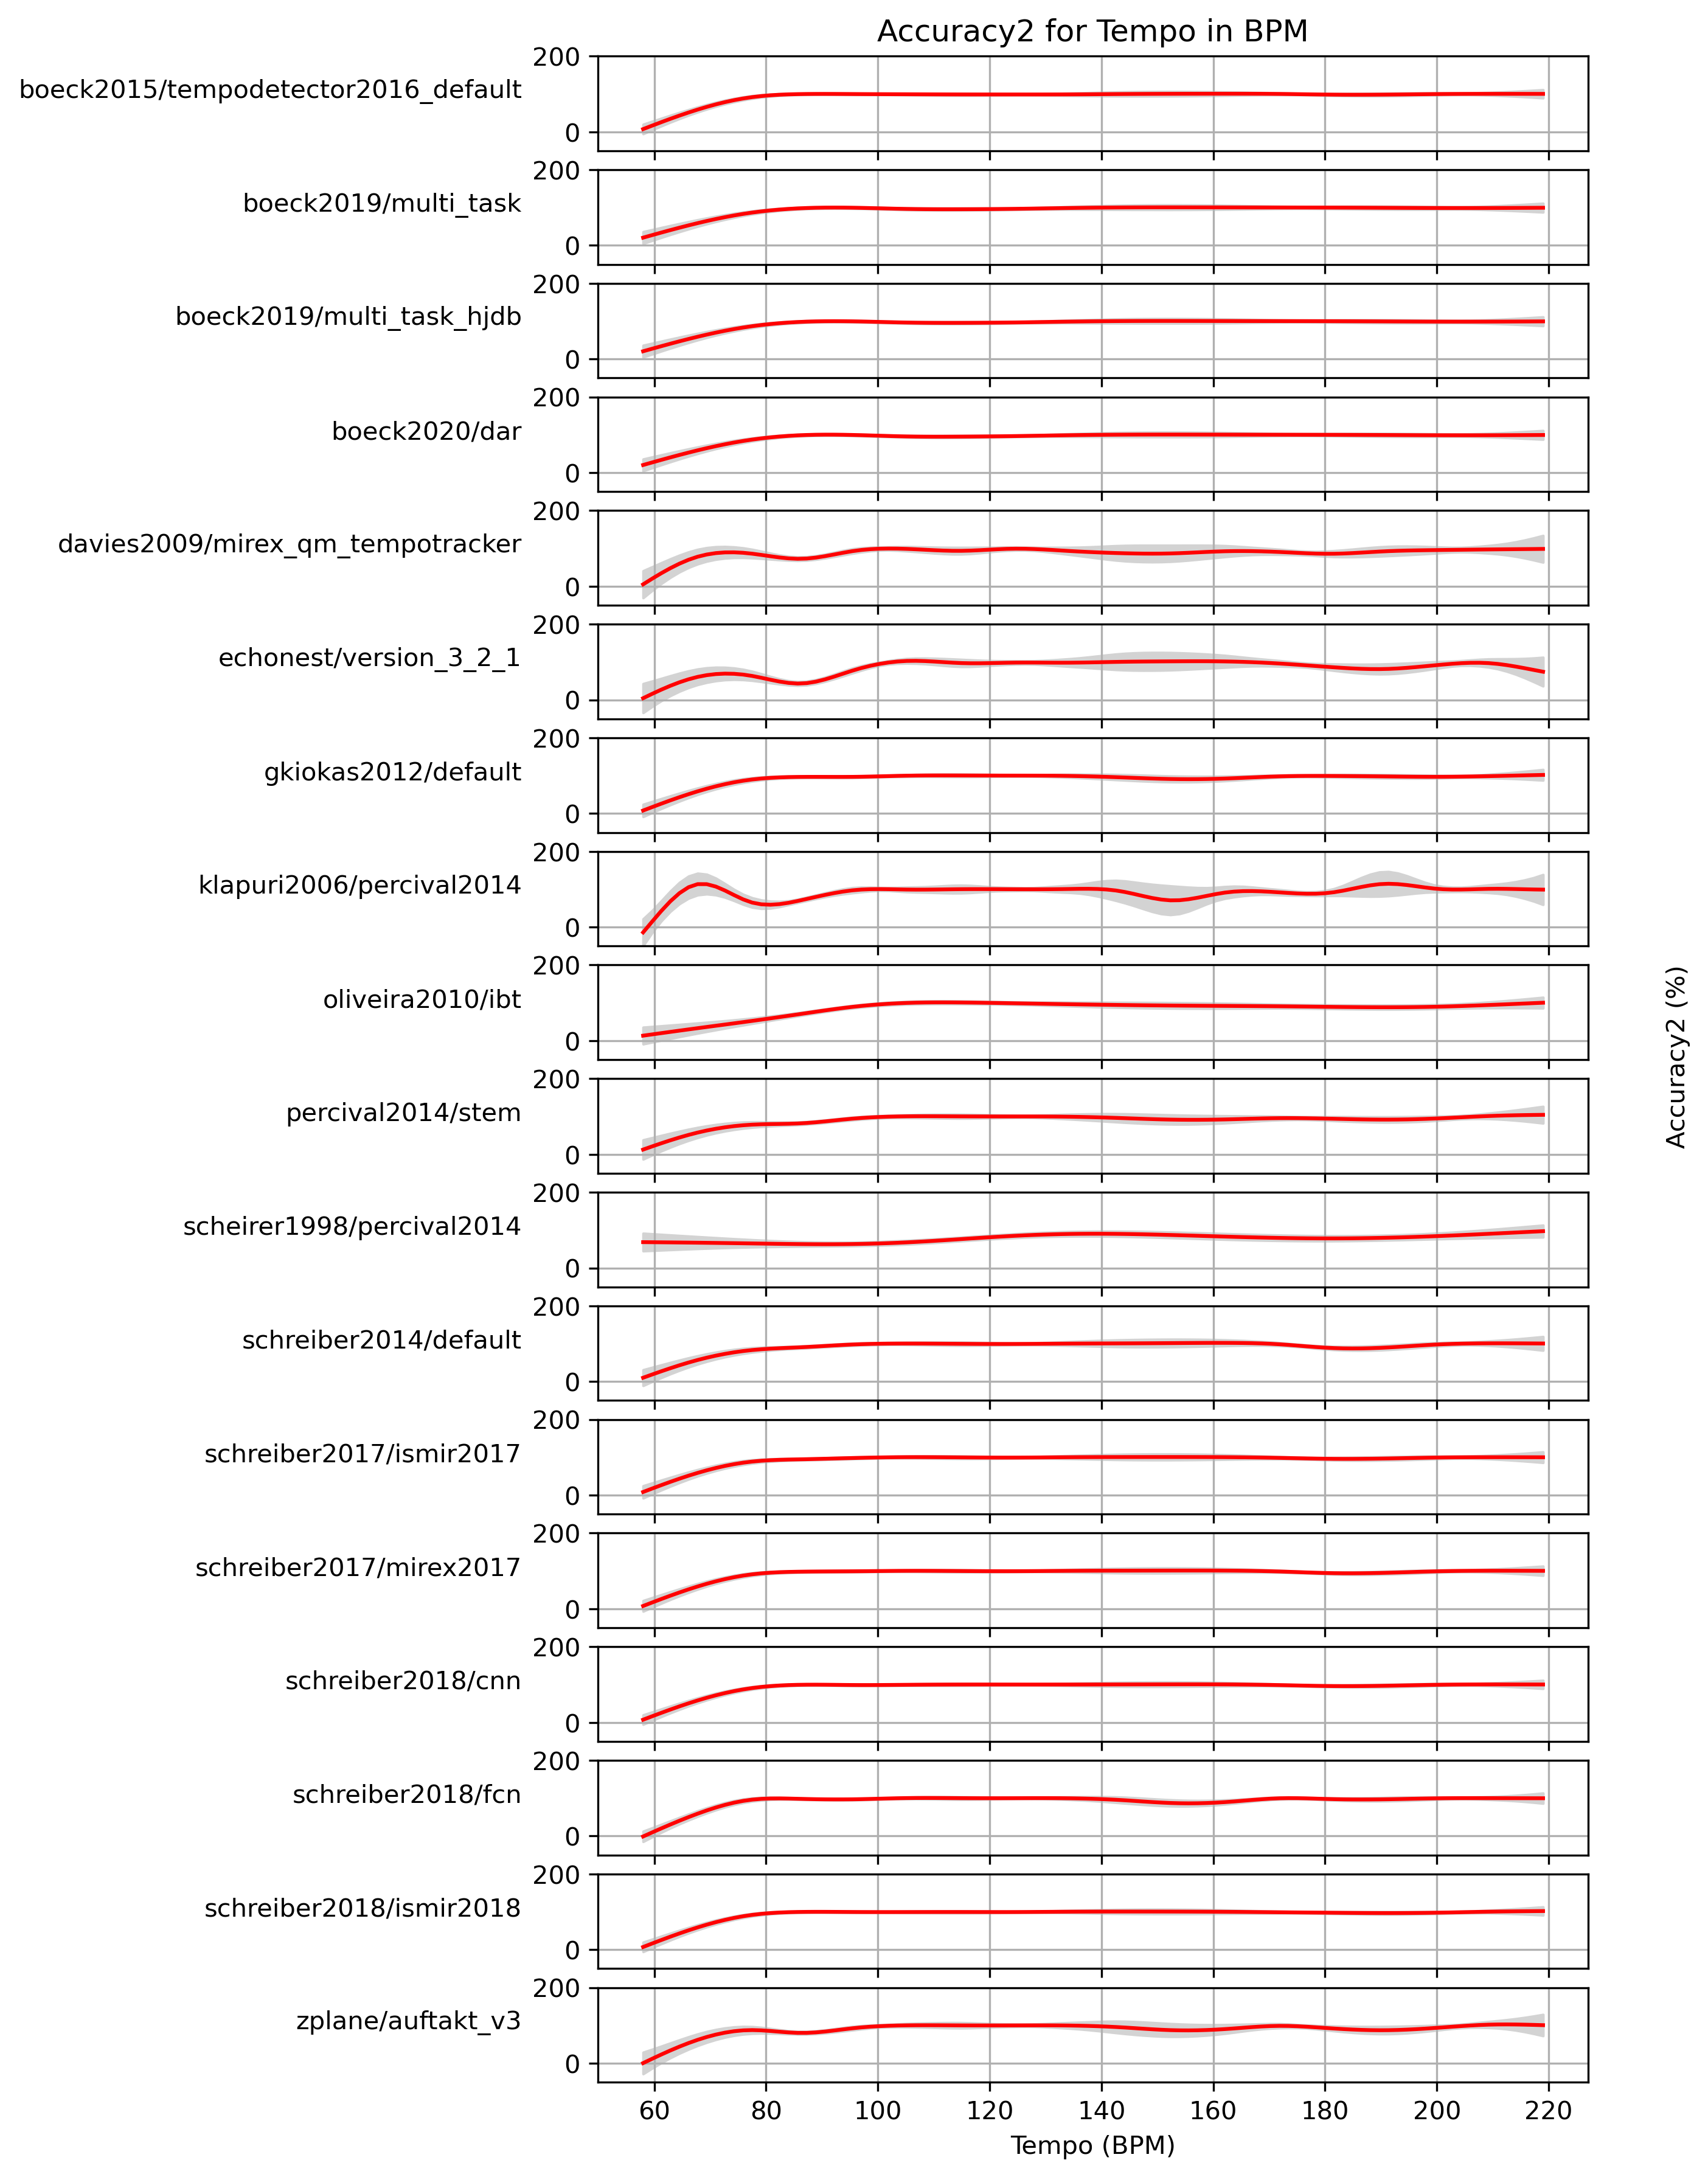 Accuracy2 for Tempo in BPM
200
boeck2015/tempodetector2016_default
0
200
boeck2019/multi_task
0
200
boeck2019/multi_task_hjdb
0
200
boeck2020/dar
0
200
davies2009/mirex_qm_tempotracker
0
200
echonest/version_3_2_1
0
200
gkiokas2012/default
0
200
klapuri2006/percival2014
0
200
oliveira2010/ibt
0
200
percival2014/stem
0
200
scheirer1998/percival2014
0
200
schreiber2014/default
0
200
schreiber2017/ismir2017
0
200
schreiber2017/mirex2017
0
200
schreiber2018/cnn
0
200
schreiber2018/fcn
0
200
schreiber2018/ismir2018
0
200
zplane/auftakt_v3
0
60 80 100 120 140 160 180 200 220
Tempo (BPM)
Accuracy2 (%)